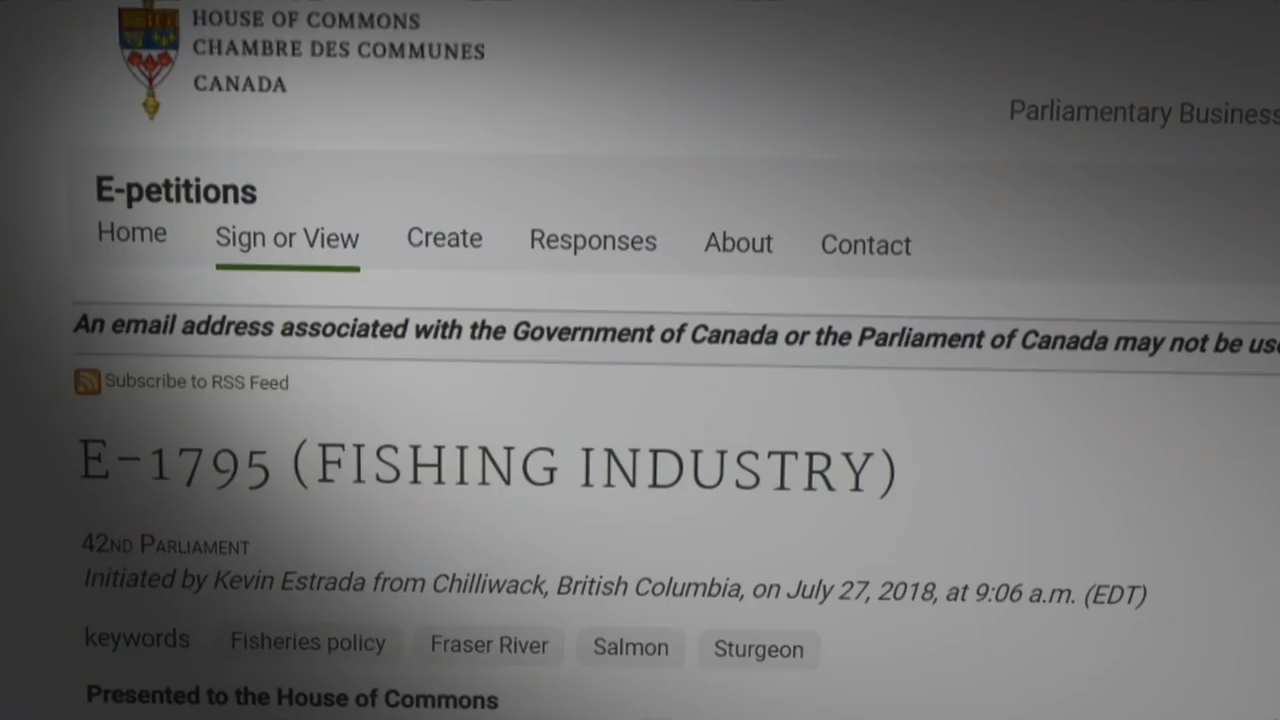 HOUSE OF COMMONS
CHAMBRE DES COMMUNES
CANADA
Parliamentary Business
E-petitions
Home Sign or View Create Responses About Contact
An email address associated with the Government of Canada or the Parliament of Canada may not be
Subscribe to RSS Feed
E-1795 (FISHING INDUSTRY)
42ND PARLIAMENT
Initiated by Kevin Estrada from Chilliwack, British Columbia, on July 27, 2018, at 9:06 a.m. (EDT)
keywords Fisheries policy Fraser River Salmon Sturgeon
Presented to the House of Commons